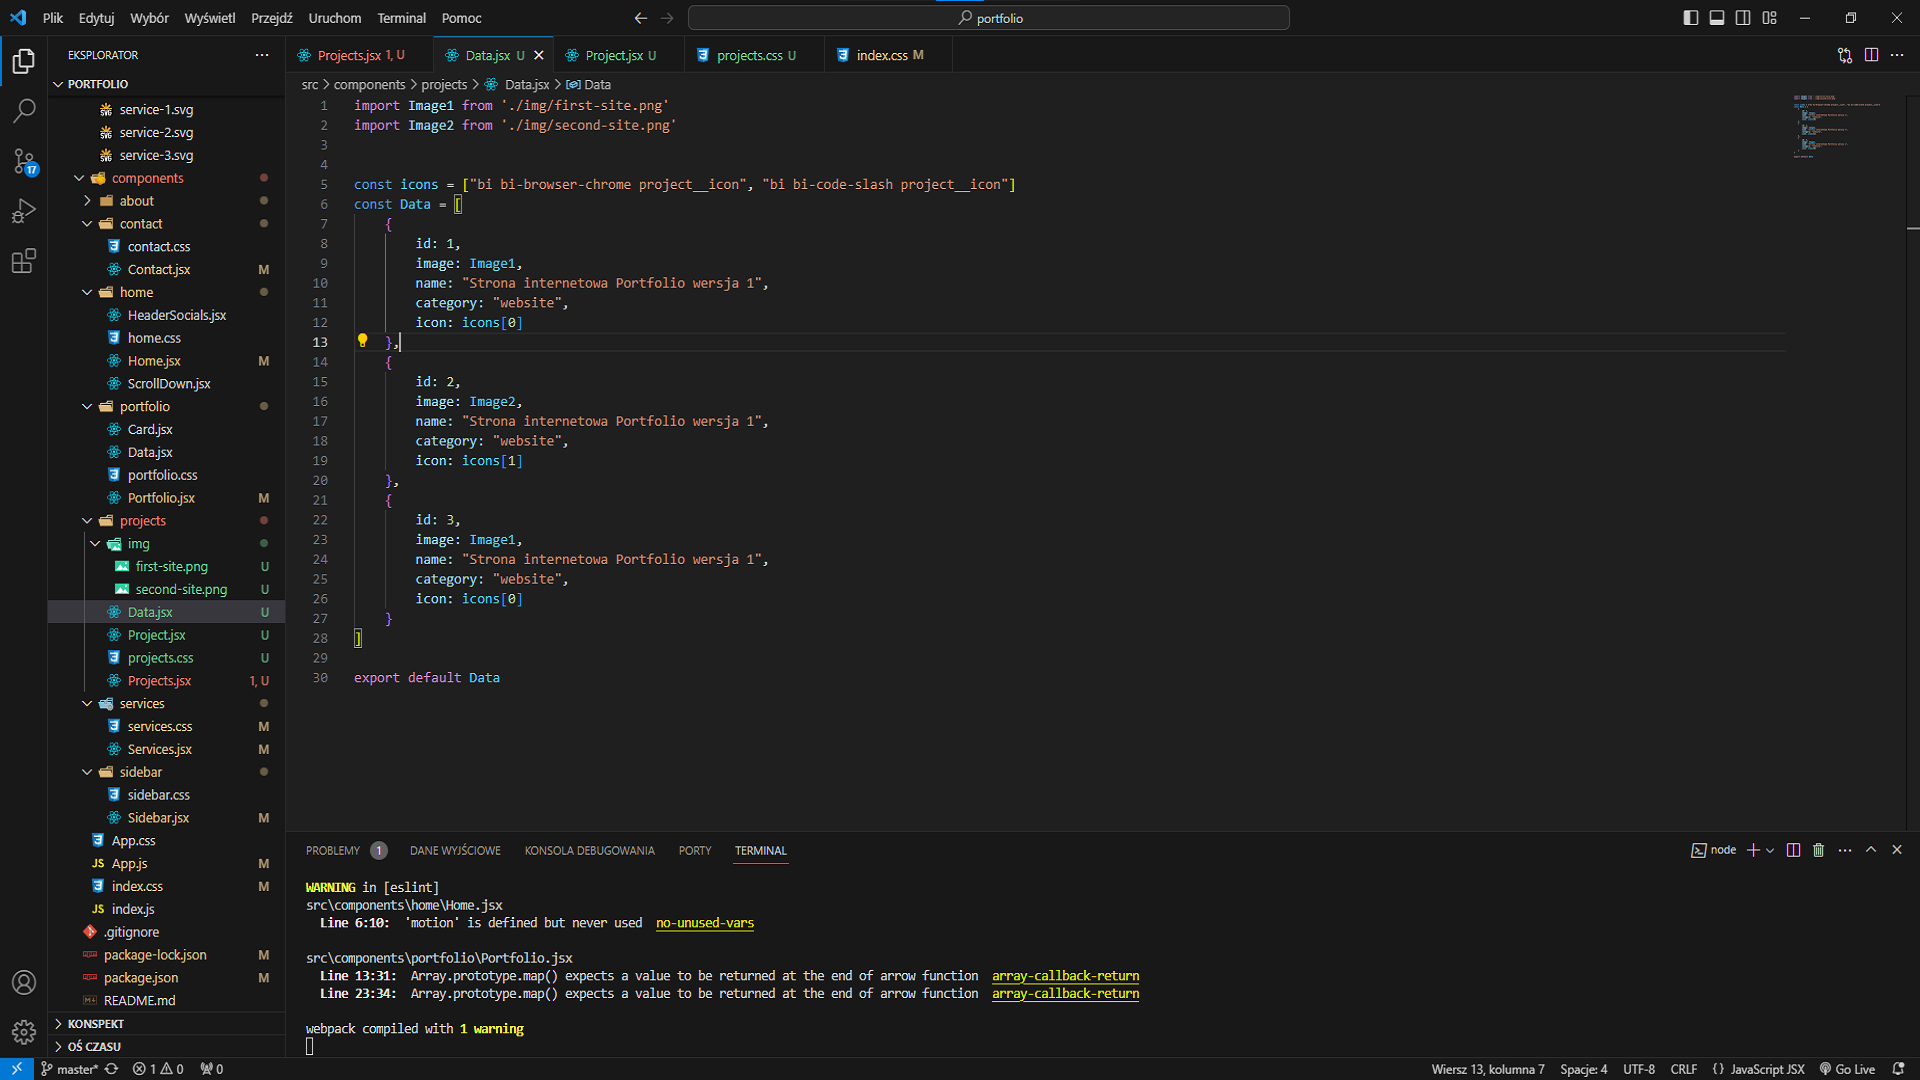 Plik Edytuj Wybór Wyświetl Przejdź Uruchom Terminal Pomoc
portfolio
EKSPLORATOR
Projects.jsx 1, U
Data.jsx U
Project.jsx U
projects.css U
index.css M
PORTFOLIO
service-1.svg
service-2.svg
service-3.svg
components
about
contact
contact.css
Contact.jsx M
home
HeaderSocials.jsx
home.css
Home.jsx M
ScrollDown.jsx
portfolio
Card.jsx
Data.jsx
portfolio.css
Portfolio.jsx M
projects
img
first-site.png U
second-site.png U
Data.jsx U
Project.jsx U
projects.css U
Projects.jsx 1, U
services
services.css M
Services.jsx M
sidebar
sidebar.css
Sidebar.jsx M
App.css
JS App.js M
index.css M
JS index.js
.gitignore
package-lock.json M
package.json M
README.md
KONSPEKT
OŚ CZASU
17
src > components > projects > Data.jsx > Data
1 import Image1 from './img/first-site.png'
2 import Image2 from './img/second-site.png'
3
4
5 const icons = ["bi bi-browser-chrome project__icon", "bi bi-code-slash project__icon"]
6 const Data = [
7 {
8 id: 1,
9 image: Image1,
10 name: "Strona internetowa Portfolio wersja 1",
11 category: "website",
12 icon: icons[0]
13 },
14 {
15 id: 2,
16 image: Image2,
17 name: "Strona internetowa Portfolio wersja 1",
18 category: "website",
19 icon: icons[1]
20 },
21 {
22 id: 3,
23 image: Image1,
24 name: "Strona internetowa Portfolio wersja 1",
25 category: "website",
26 icon: icons[0]
27 }
28 ]
29
30 export default Data
PROBLEMY 1 DANE WYJŚCIOWE KONSOLA DEBUGOWANIA PORTY TERMINAL
node
WARNING in [eslint]
src\components\home\Home.jsx
Line 6:10: 'motion' is defined but never used no-unused-vars
src\components\portfolio\Portfolio.jsx
Line 13:31: Array.prototype.map() expects a value to be returned at the end of arrow function array-callback-return
Line 23:34: Array.prototype.map() expects a value to be returned at the end of arrow function array-callback-return
webpack compiled with 1 warning
master* 1 0 0
Wiersz 13, kolumna 7 Spacje: 4 UTF-8 CRLF {} JavaScript JSX Go Live